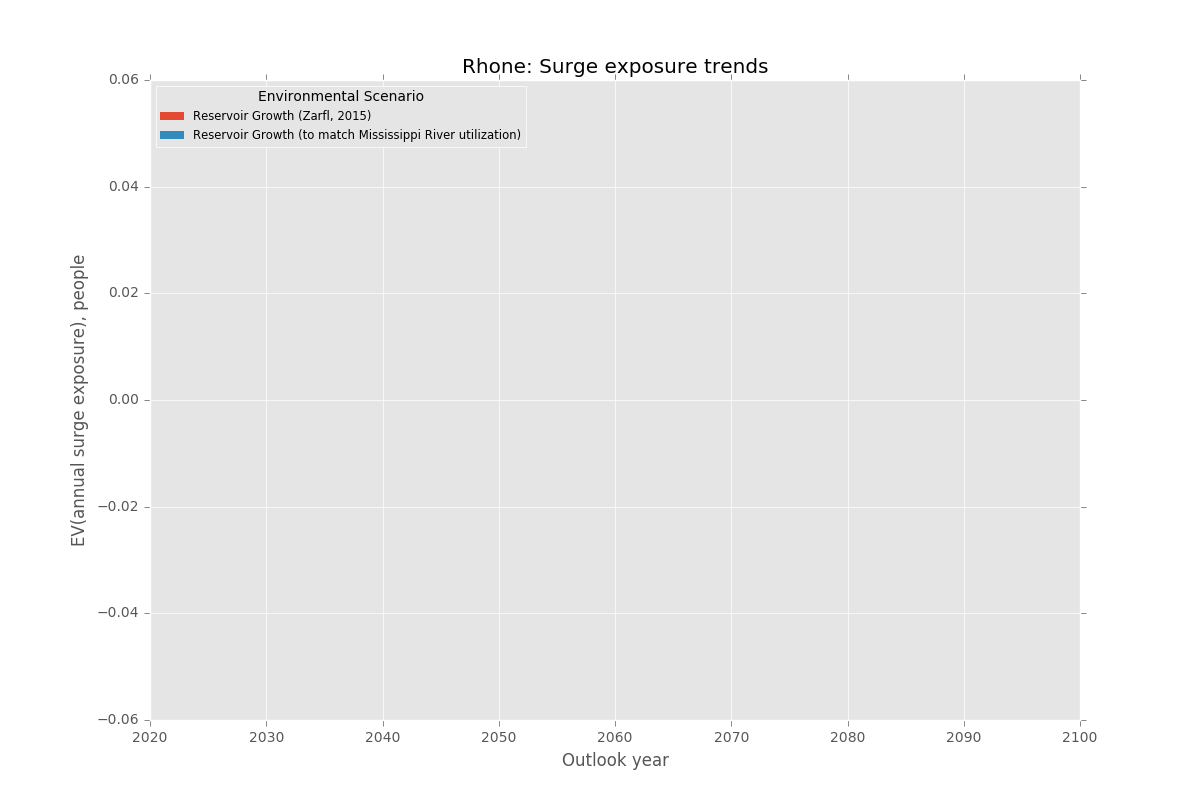 Rhone: Surge exposure trends
Environmental Scenario
Reservoir Growth (Zarfl, 2015)
Reservoir Growth (to match Mississippi River utilization)
EV(annual surge exposure), people
0.06
0.04
0.02
0.00
−0.02
−0.04
−0.06
2020 2030 2040 2050 2060 2070 2080 2090 2100
Outlook year